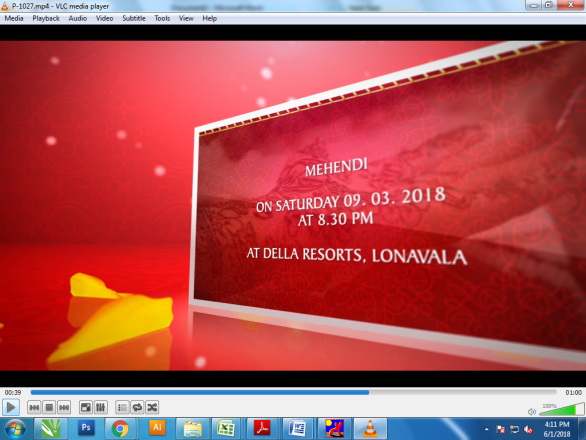 P-1027.mp4 - VLC media player
Media Playback Audio Video Subtitle Tools View Help
MEHENDI
ON SATURDAY 09. 03. 2018
AT 8.30 PM
AT DELLA RESORTS, LONAVALA
00:39
01:00
100%
Ps
Ai
4:11 PM
6/1/2018